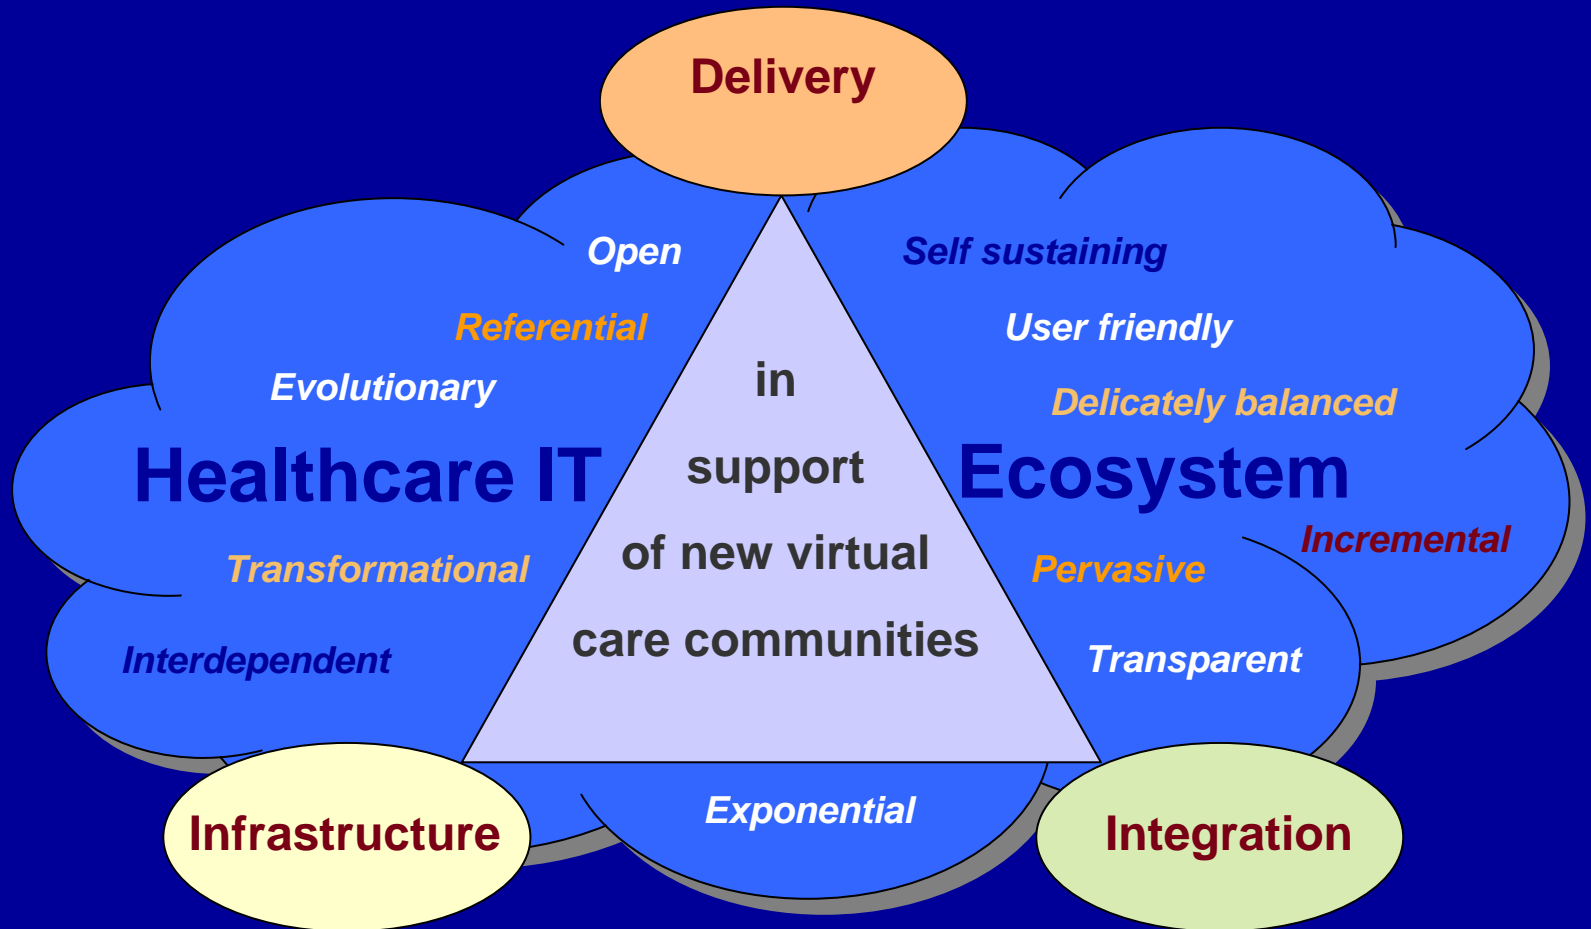 Delivery
Open
Self sustaining
Referential
User friendly
Evolutionary
Delicately balanced
Healthcare IT
Ecosystem
in
support
of new virtual
care communities
Incremental
Transformational
Pervasive
Interdependent
Transparent
Exponential
Infrastructure
Integration